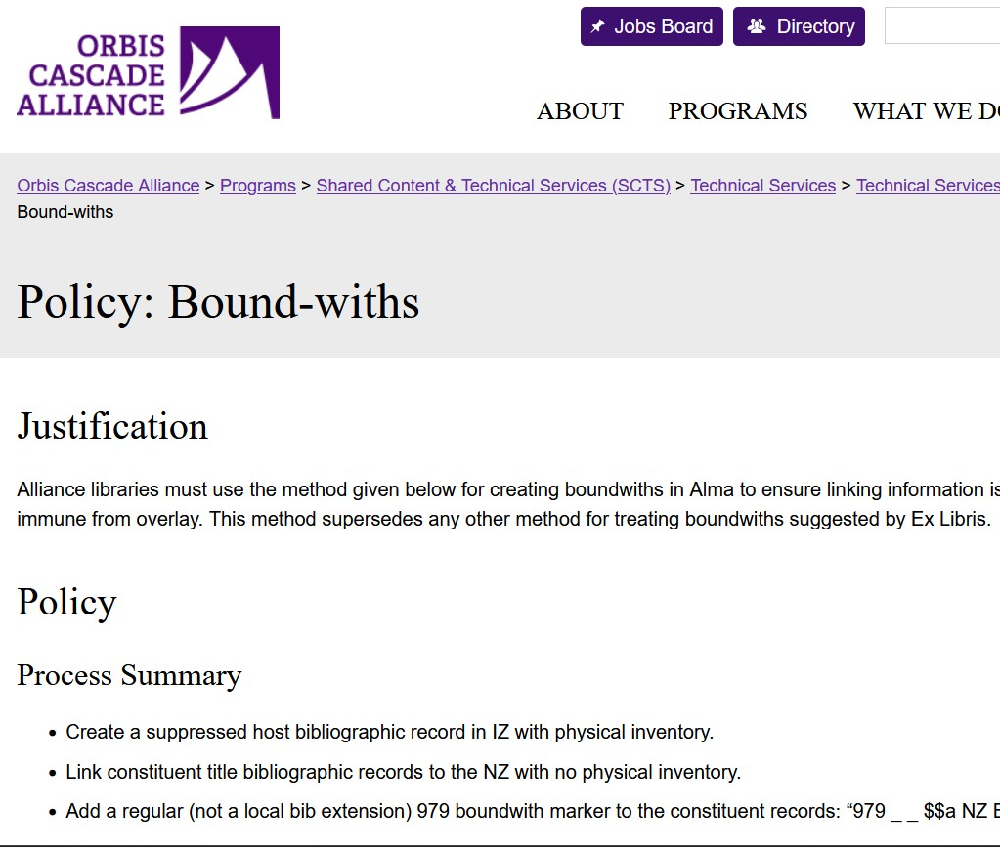 ORBIS
CASCADE
ALLIANCE
Jobs Board
Directory
ABOUT PROGRAMS WHAT WE DO
Orbis Cascade Alliance > Programs > Shared Content & Technical Services (SCTS) > Technical Services > Technical Services
Bound-withs
Policy: Bound-withs
Justification
Alliance libraries must use the method given below for creating boundwiths in Alma to ensure linking information is
immune from overlay. This method supersedes any other method for treating boundwiths suggested by Ex Libris.
Policy
Process Summary
• Create a suppressed host bibliographic record in IZ with physical inventory.
• Link constituent title bibliographic records to the NZ with no physical inventory.
• Add a regular (not a local bib extension) 979 boundwith marker to the constituent records: “979 _ _ $$a NZ